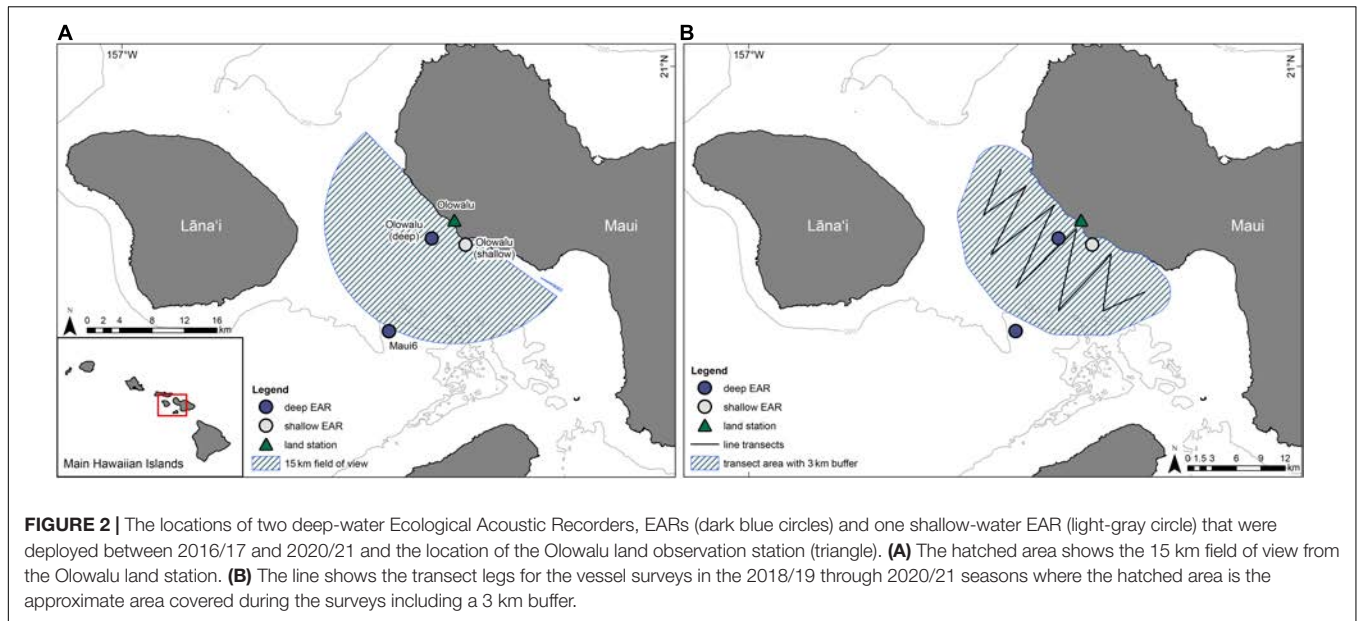 A
157°W
21°N
Lāna'i
Maui
Olowalu
Olowalu
(deep)
Olowalu
(shallow)
Maui6
N
0 2 4 8 12 16
km
Main Hawaiian Islands
Legend
deep EAR
shallow EAR
land station
15 km field of view
B
157°W
21°N
Lāna'i
Maui
Legend
deep EAR
shallow EAR
land station
line transects
transect area with 3 km buffer
N
0 1.5 3 6 9 12
km
FIGURE 2 | The locations of two deep-water Ecological Acoustic Recorders, EARs (dark blue circles) and one shallow-water EAR (light-gray circle) that were
deployed between 2016/17 and 2020/21 and the location of the Olowalu land observation station (triangle). (A) The hatched area shows the 15 km field of view from
the Olowalu land station. (B) The line shows the transect legs for the vessel surveys in the 2018/19 through 2020/21 seasons where the hatched area is the
approximate area covered during the surveys including a 3 km buffer.